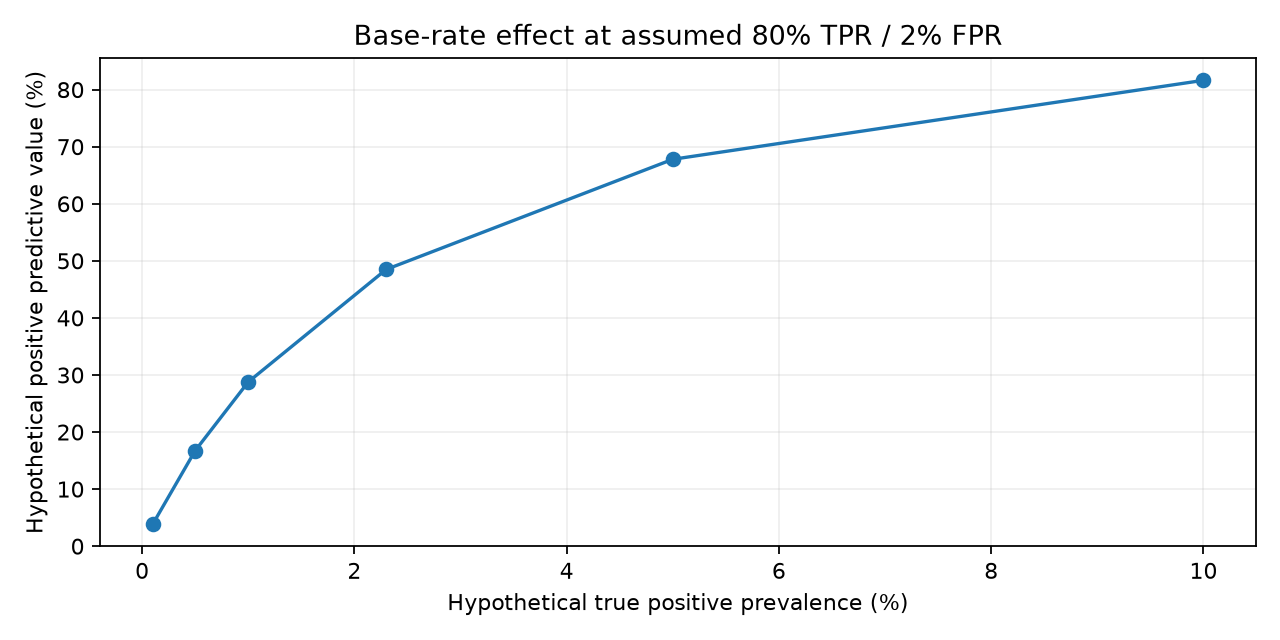 Base-rate effect at assumed 80% TPR / 2% FPR
Hypothetical positive predictive value (%)
80
70
60
50
40
30
20
10
0
0 2 4 6 8 10
Hypothetical true positive prevalence (%)